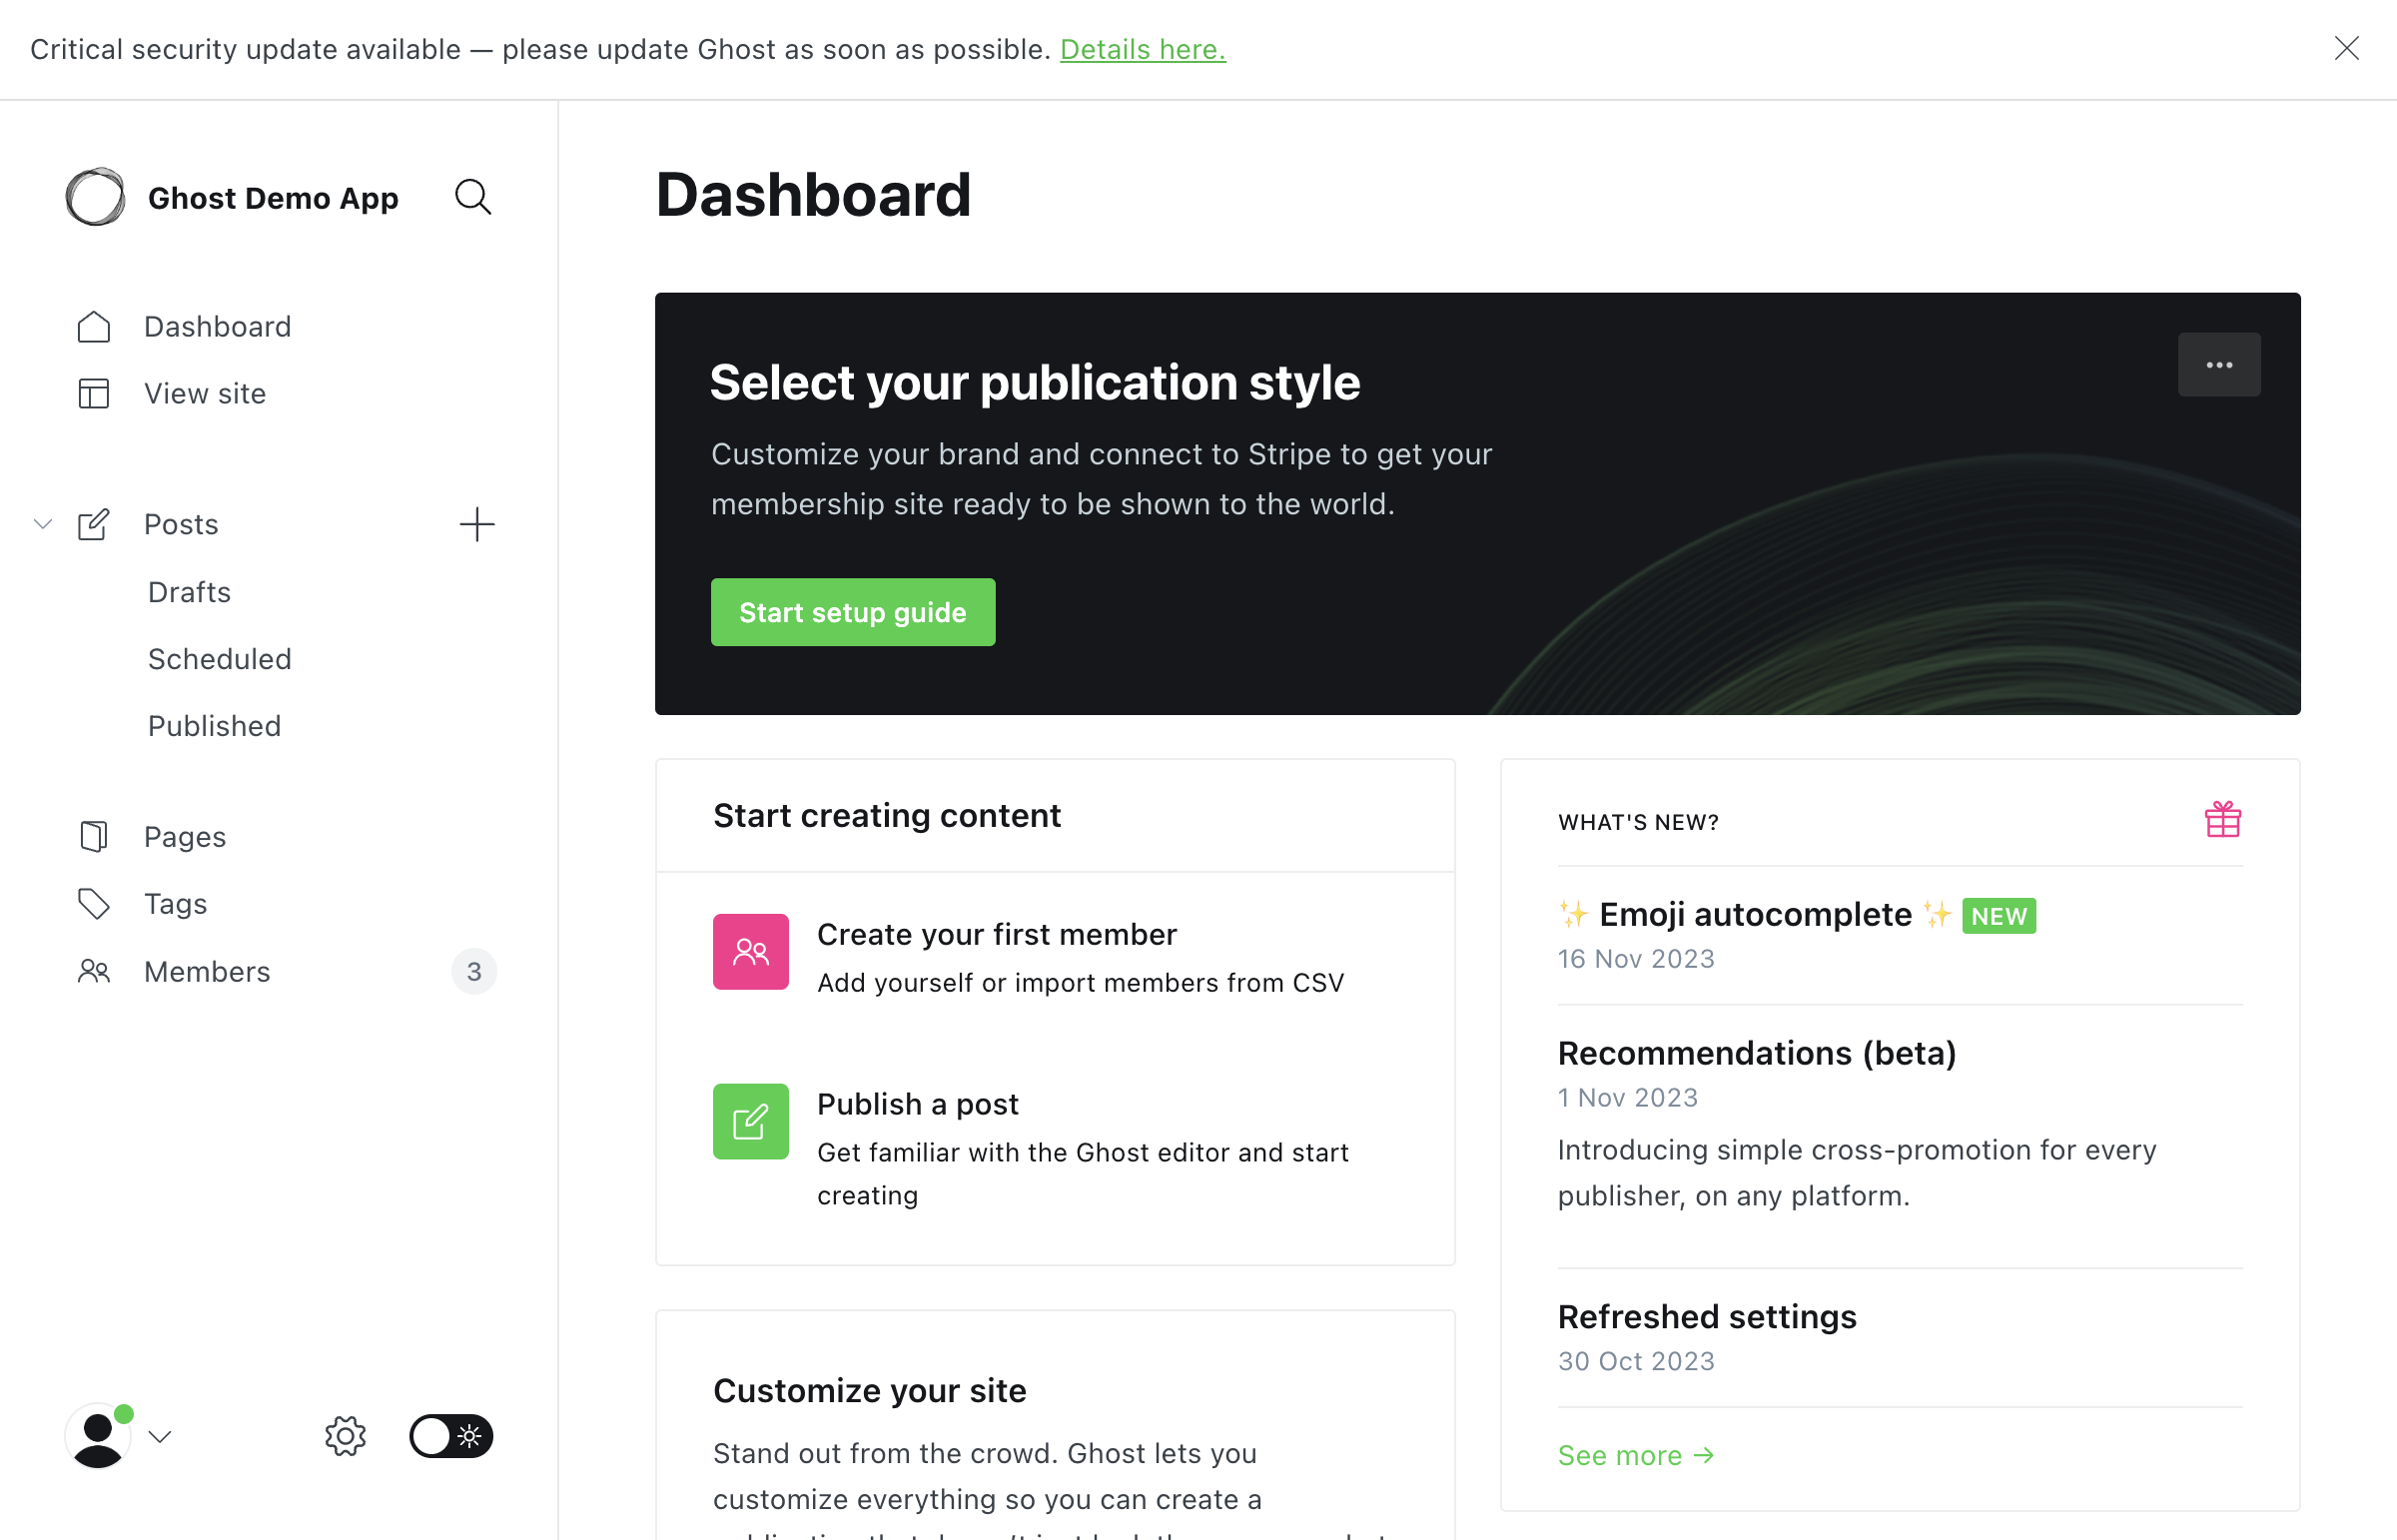 Critical security update available — please update Ghost as soon as possible. Details here.
Ghost Demo App
Dashboard
View site
Posts
Drafts
Scheduled
Published
Pages
Tags
Members
3
Dashboard
Select your publication style
Customize your brand and connect to Stripe to get your
membership site ready to be shown to the world.
Start setup guide
Start creating content
Create your first member
Add yourself or import members from CSV
Publish a post
Get familiar with the Ghost editor and start
creating
Customize your site
Stand out from the crowd. Ghost lets you
customize everything so you can create a
WHAT'S NEW?
✨ Emoji autocomplete ✨ NEW
16 Nov 2023
Recommendations (beta)
1 Nov 2023
Introducing simple cross-promotion for every
publisher, on any platform.
Refreshed settings
30 Oct 2023
See more →